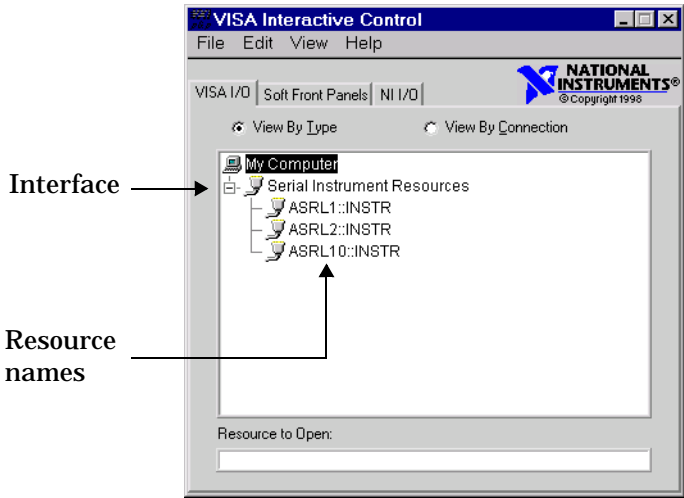 VISA Interactive Control
File Edit View Help
NATIONAL
INSTRUMENTS®
© Copyright 1998
VISA I/O Soft Front Panels NI I/O
View By Type View By Connection
My Computer
Interface
Serial Instrument Resources
ASRL1::INSTR
ASRL2::INSTR
ASRL10::INSTR
Resource
names
Resource to Open: